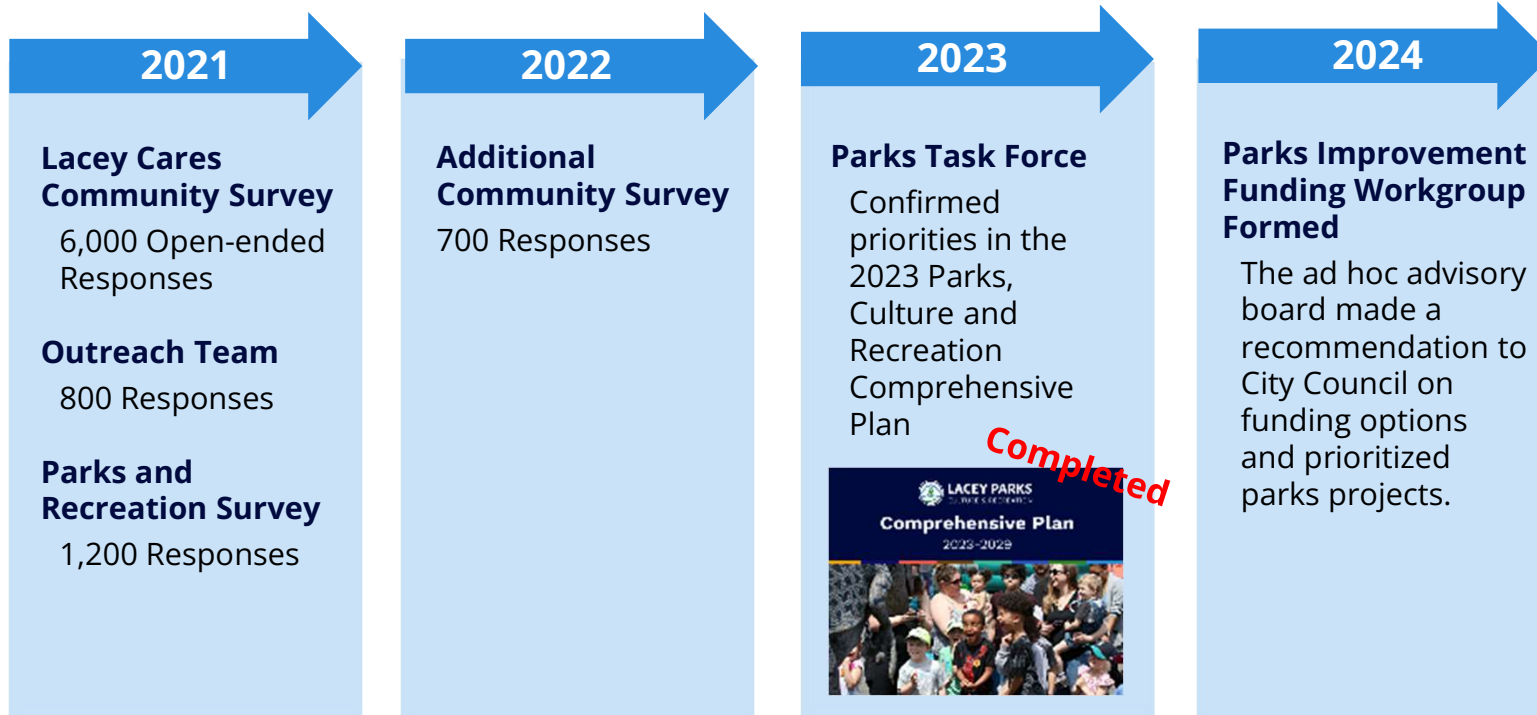 2021
Lacey Cares
Community Survey
6,000 Open-ended
Responses
Outreach Team
800 Responses
Parks and
Recreation Survey
1,200 Responses
2022
Additional
Community Survey
700 Responses
2023
Parks Task Force
Confirmed
priorities in the
2023 Parks,
Culture and
Recreation
Comprehensive
Plan
Completed
LACEY PARKS
CULTURE & RECREATION
Comprehensive Plan
2023-2029
2024
Parks Improvement
Funding Workgroup
Formed
The ad hoc advisory
board made a
recommendation to
City Council on
funding options
and prioritized
parks projects.